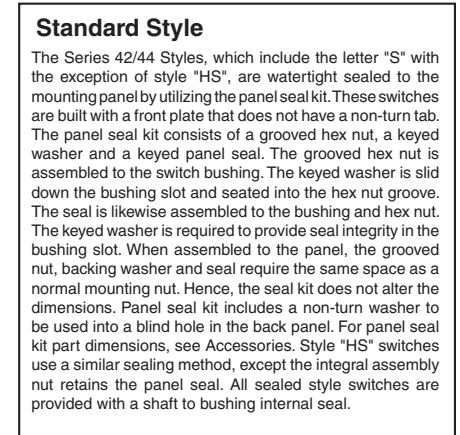 Standard Style
The Series 42/44 Styles, which include the letter "S" with
the exception of style "HS", are watertight sealed to the
mounting panel by utilizing the panel seal kit. These switches
are built with a front plate that does not have a non-turn tab.
The panel seal kit consists of a grooved hex nut, a keyed
washer and a keyed panel seal. The grooved hex nut is
assembled to the switch bushing. The keyed washer is slid
down the bushing slot and seated into the hex nut groove.
The seal is likewise assembled to the bushing and hex nut.
The keyed washer is required to provide seal integrity in the
bushing slot. When assembled to the panel, the grooved
nut, backing washer and seal require the same space as a
normal mounting nut. Hence, the seal kit does not alter the
dimensions. Panel seal kit includes a non-turn washer to
be used into a blind hole in the back panel. For panel seal
kit part dimensions, see Accessories. Style "HS" switches
use a similar sealing method, except the integral assembly
nut retains the panel seal. All sealed style switches are
provided with a shaft to bushing internal seal.